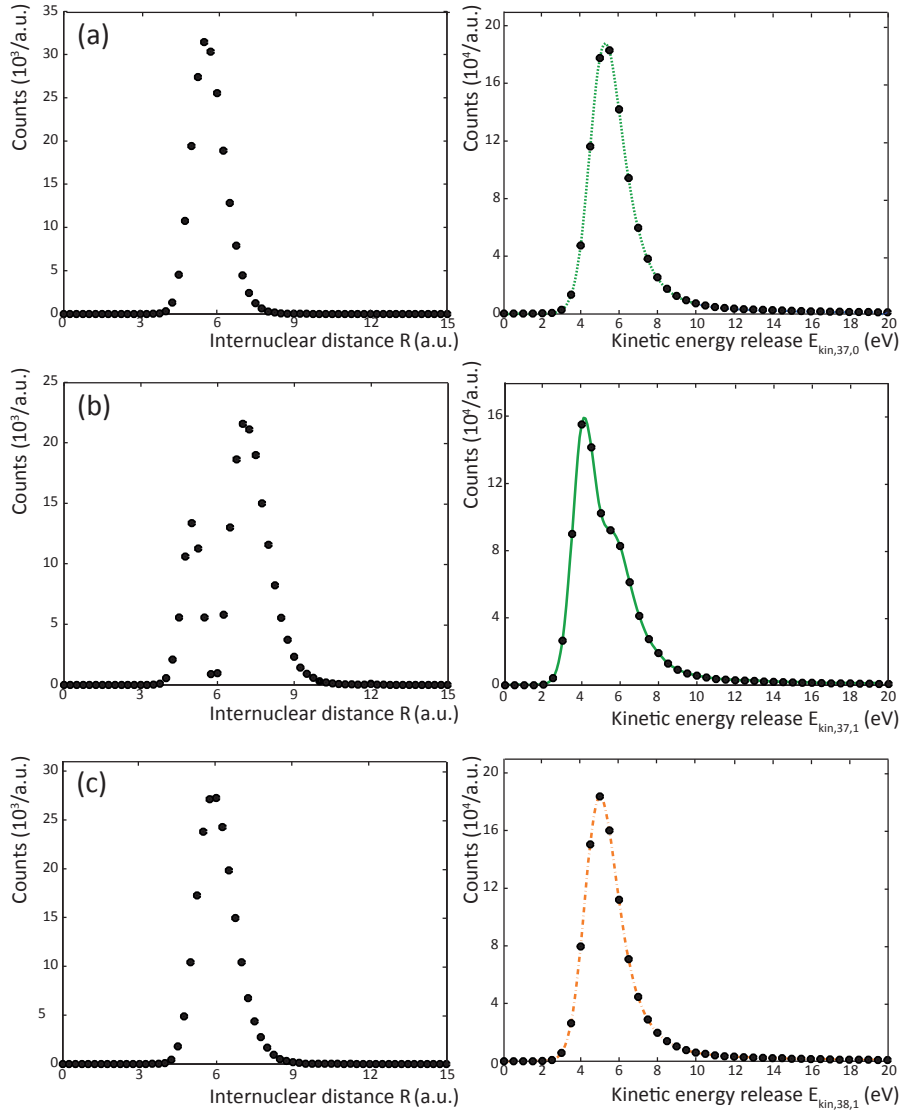 (a)
Counts (10³/a.u.)
35
30
25
20
15
10
5
0
0 3 6 9 12 15
Internuclear distance R (a.u.)
Counts (10⁴/a.u.)
20
16
12
8
4
0
0 2 4 6 8 10 12 14 16 18 20
Kinetic energy release E_kin,37,0 (eV)
(b)
Counts (10³/a.u.)
25
20
15
10
5
0
0 3 6 9 12 15
Internuclear distance R (a.u.)
Counts (10⁴/a.u.)
16
12
8
4
0
0 2 4 6 8 10 12 14 16 18 20
Kinetic energy release E_kin,37,1 (eV)
(c)
Counts (10³/a.u.)
30
25
20
15
10
5
0
0 3 6 9 12 15
Internuclear distance R (a.u.)
Counts (10⁴/a.u.)
20
16
12
8
4
0
0 2 4 6 8 10 12 14 16 18 20
Kinetic energy release E_kin,38,1 (eV)